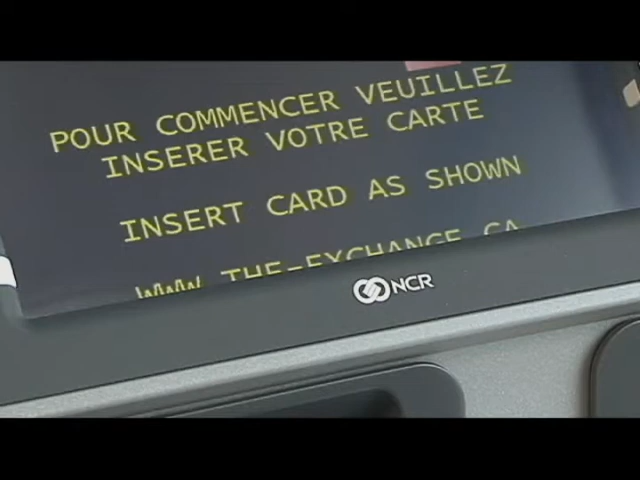 POUR COMMENCER VEUILLEZ
INSERER VOTRE CARTE
INSERT CARD AS SHOWN
WWW.THE-EXCHANGE.CA
NCR